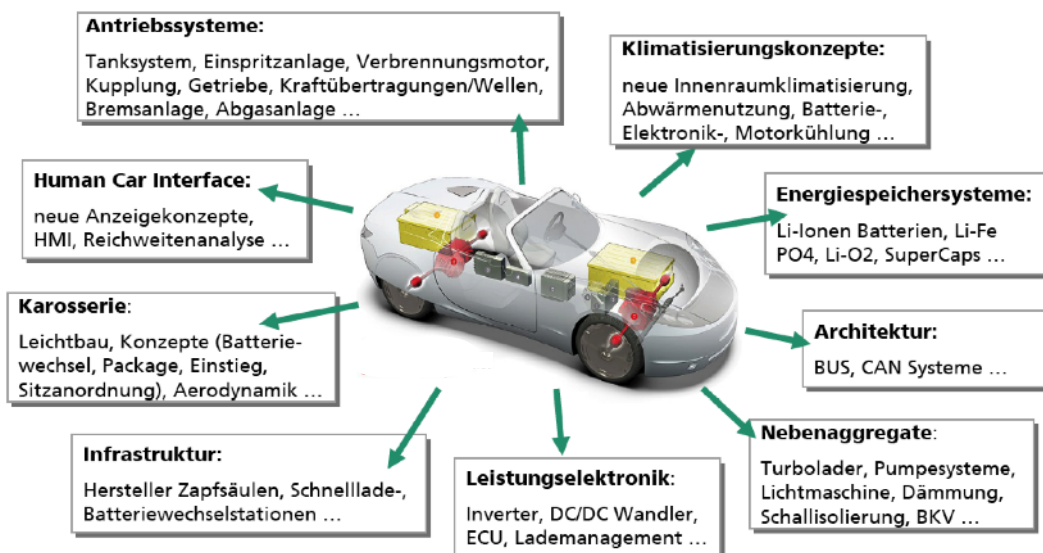 Antriebssysteme:
Tanksystem, Einspritzanlage, Verbrennungsmotor,
Kupplung, Getriebe, Kraftübertragungen/Wellen,
Bremsanlage, Abgasanlage ...
Klimatisierungskonzepte:
neue Innenraumklimatisierung,
Abwärmenutzung, Batterie-,
Elektronik-, Motorkühlung ...
Human Car Interface:
neue Anzeigekonzepte,
HMI, Reichweitenanalyse ...
Energiespeichersysteme:
Li-Ionen Batterien, Li-Fe
PO4, Li-O2, SuperCaps ...
Karosserie:
Leichtbau, Konzepte (Batterie-
wechsel, Package, Einstieg,
Sitzanordnung), Aerodynamik ...
Architektur:
BUS, CAN Systeme ...
Infrastruktur:
Hersteller Zapfsäulen, Schnelllade-,
Batteriewechselstationen ...
Leistungselektronik:
Inverter, DC/DC Wandler,
ECU, Lademanagement ...
Nebenaggregate:
Turbolader, Pumpesysteme,
Lichtmaschine, Dämmung,
Schallisolierung, BKV ...